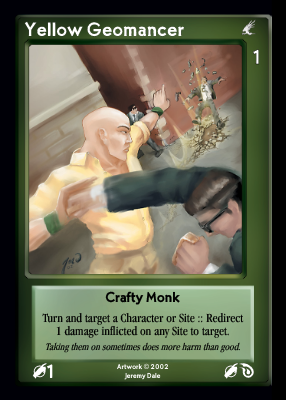 Yellow Geomancer
1
Crafty Monk
Turn and target a Character or Site :: Redirect
1 damage inflicted on any Site to target.
Taking them on sometimes does more harm than good.
1
Artwork © 2002
Jeremy Dale